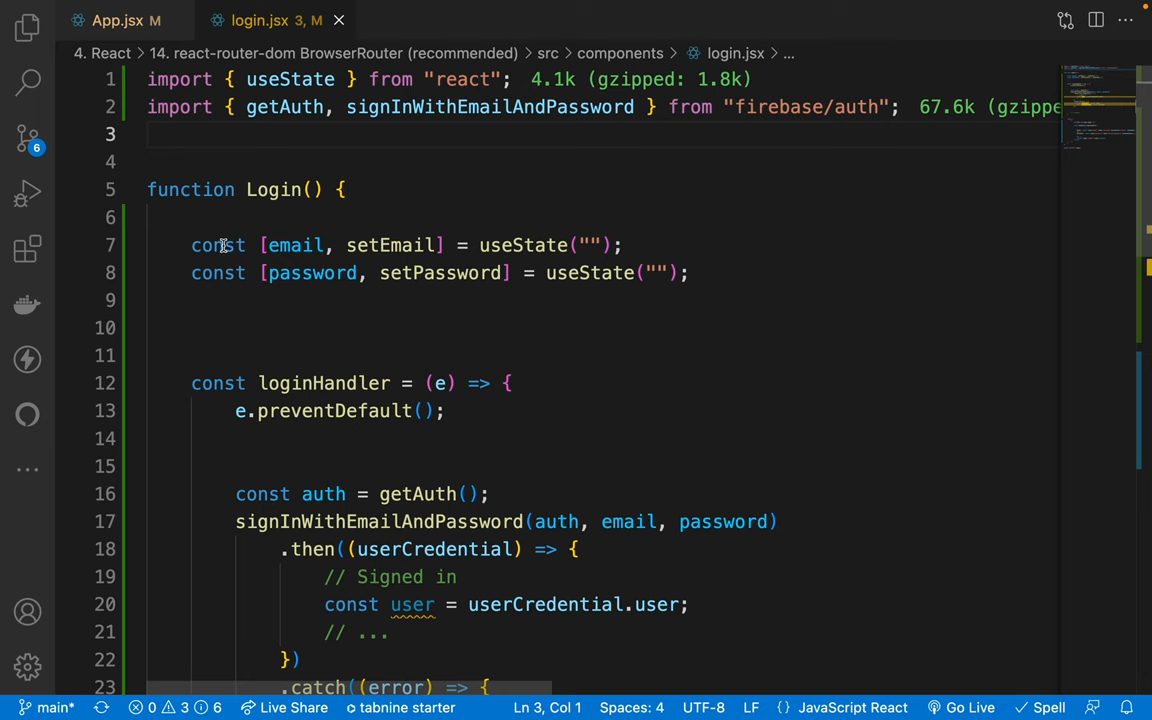 App.jsx M
login.jsx 3, M
4. React > 14. react-router-dom BrowserRouter (recommended) > src > components > login.jsx > ...
1 import { useState } from "react"; 4.1k (gzipped: 1.8k)
2 import { getAuth, signInWithEmailAndPassword } from "firebase/auth"; 67.6k (gzippe
3
4
5 function Login() {
6
7 const [email, setEmail] = useState("");
8 const [password, setPassword] = useState("");
9
10
11
12 const loginHandler = (e) => {
13 e.preventDefault();
14
15
16 const auth = getAuth();
17 signInWithEmailAndPassword(auth, email, password)
18 .then((userCredential) => {
19 // Signed in
20 const user = userCredential.user;
21 // ...
22 })
23 .catch((error) => {
6
main* 0 3 6 Live Share tabnine starter Ln 3, Col 1 Spaces: 4 UTF-8 LF {} JavaScript React Go Live Spell